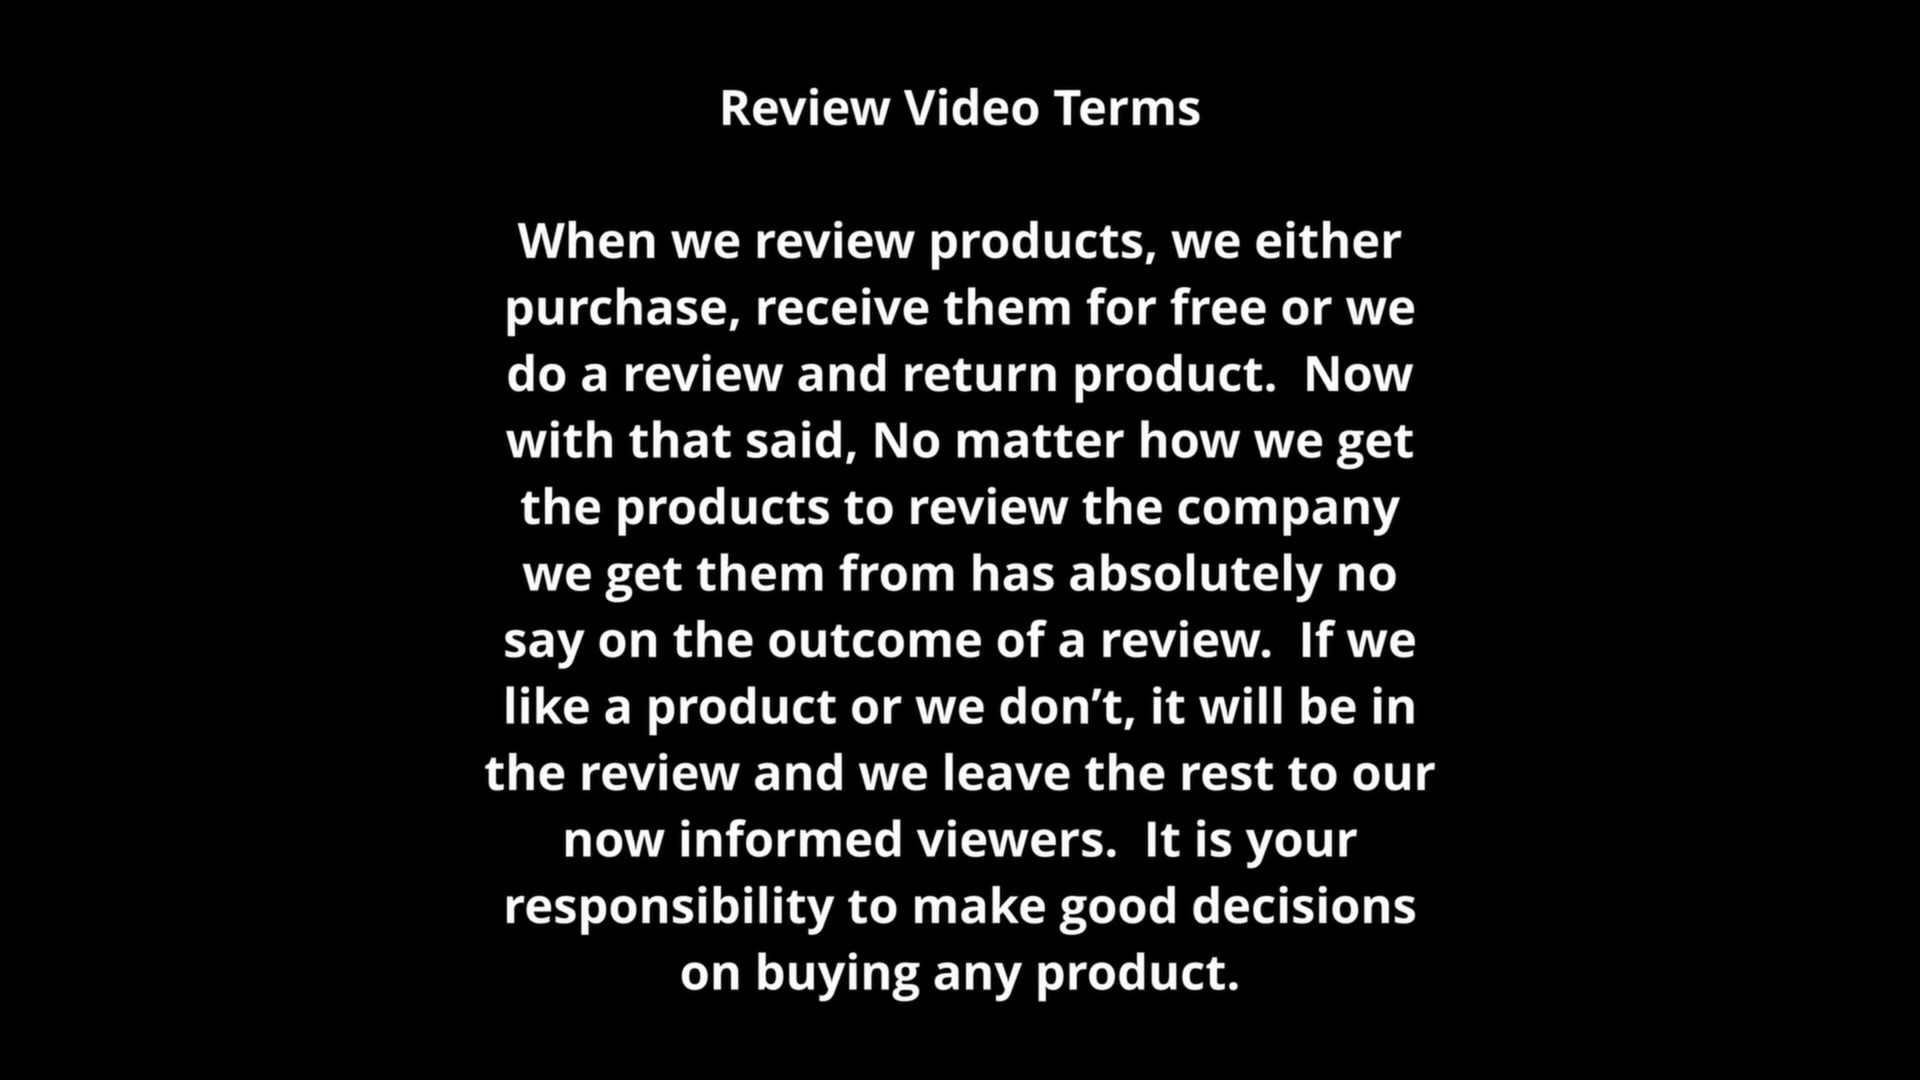 Review Video Terms
When we review products, we either
purchase, receive them for free or we
do a review and return product.  Now
with that said, No matter how we get
the products to review the company
we get them from has absolutely no
say on the outcome of a review.  If we
like a product or we don’t, it will be in
the review and we leave the rest to our
now informed viewers.  It is your
responsibility to make good decisions
on buying any product.